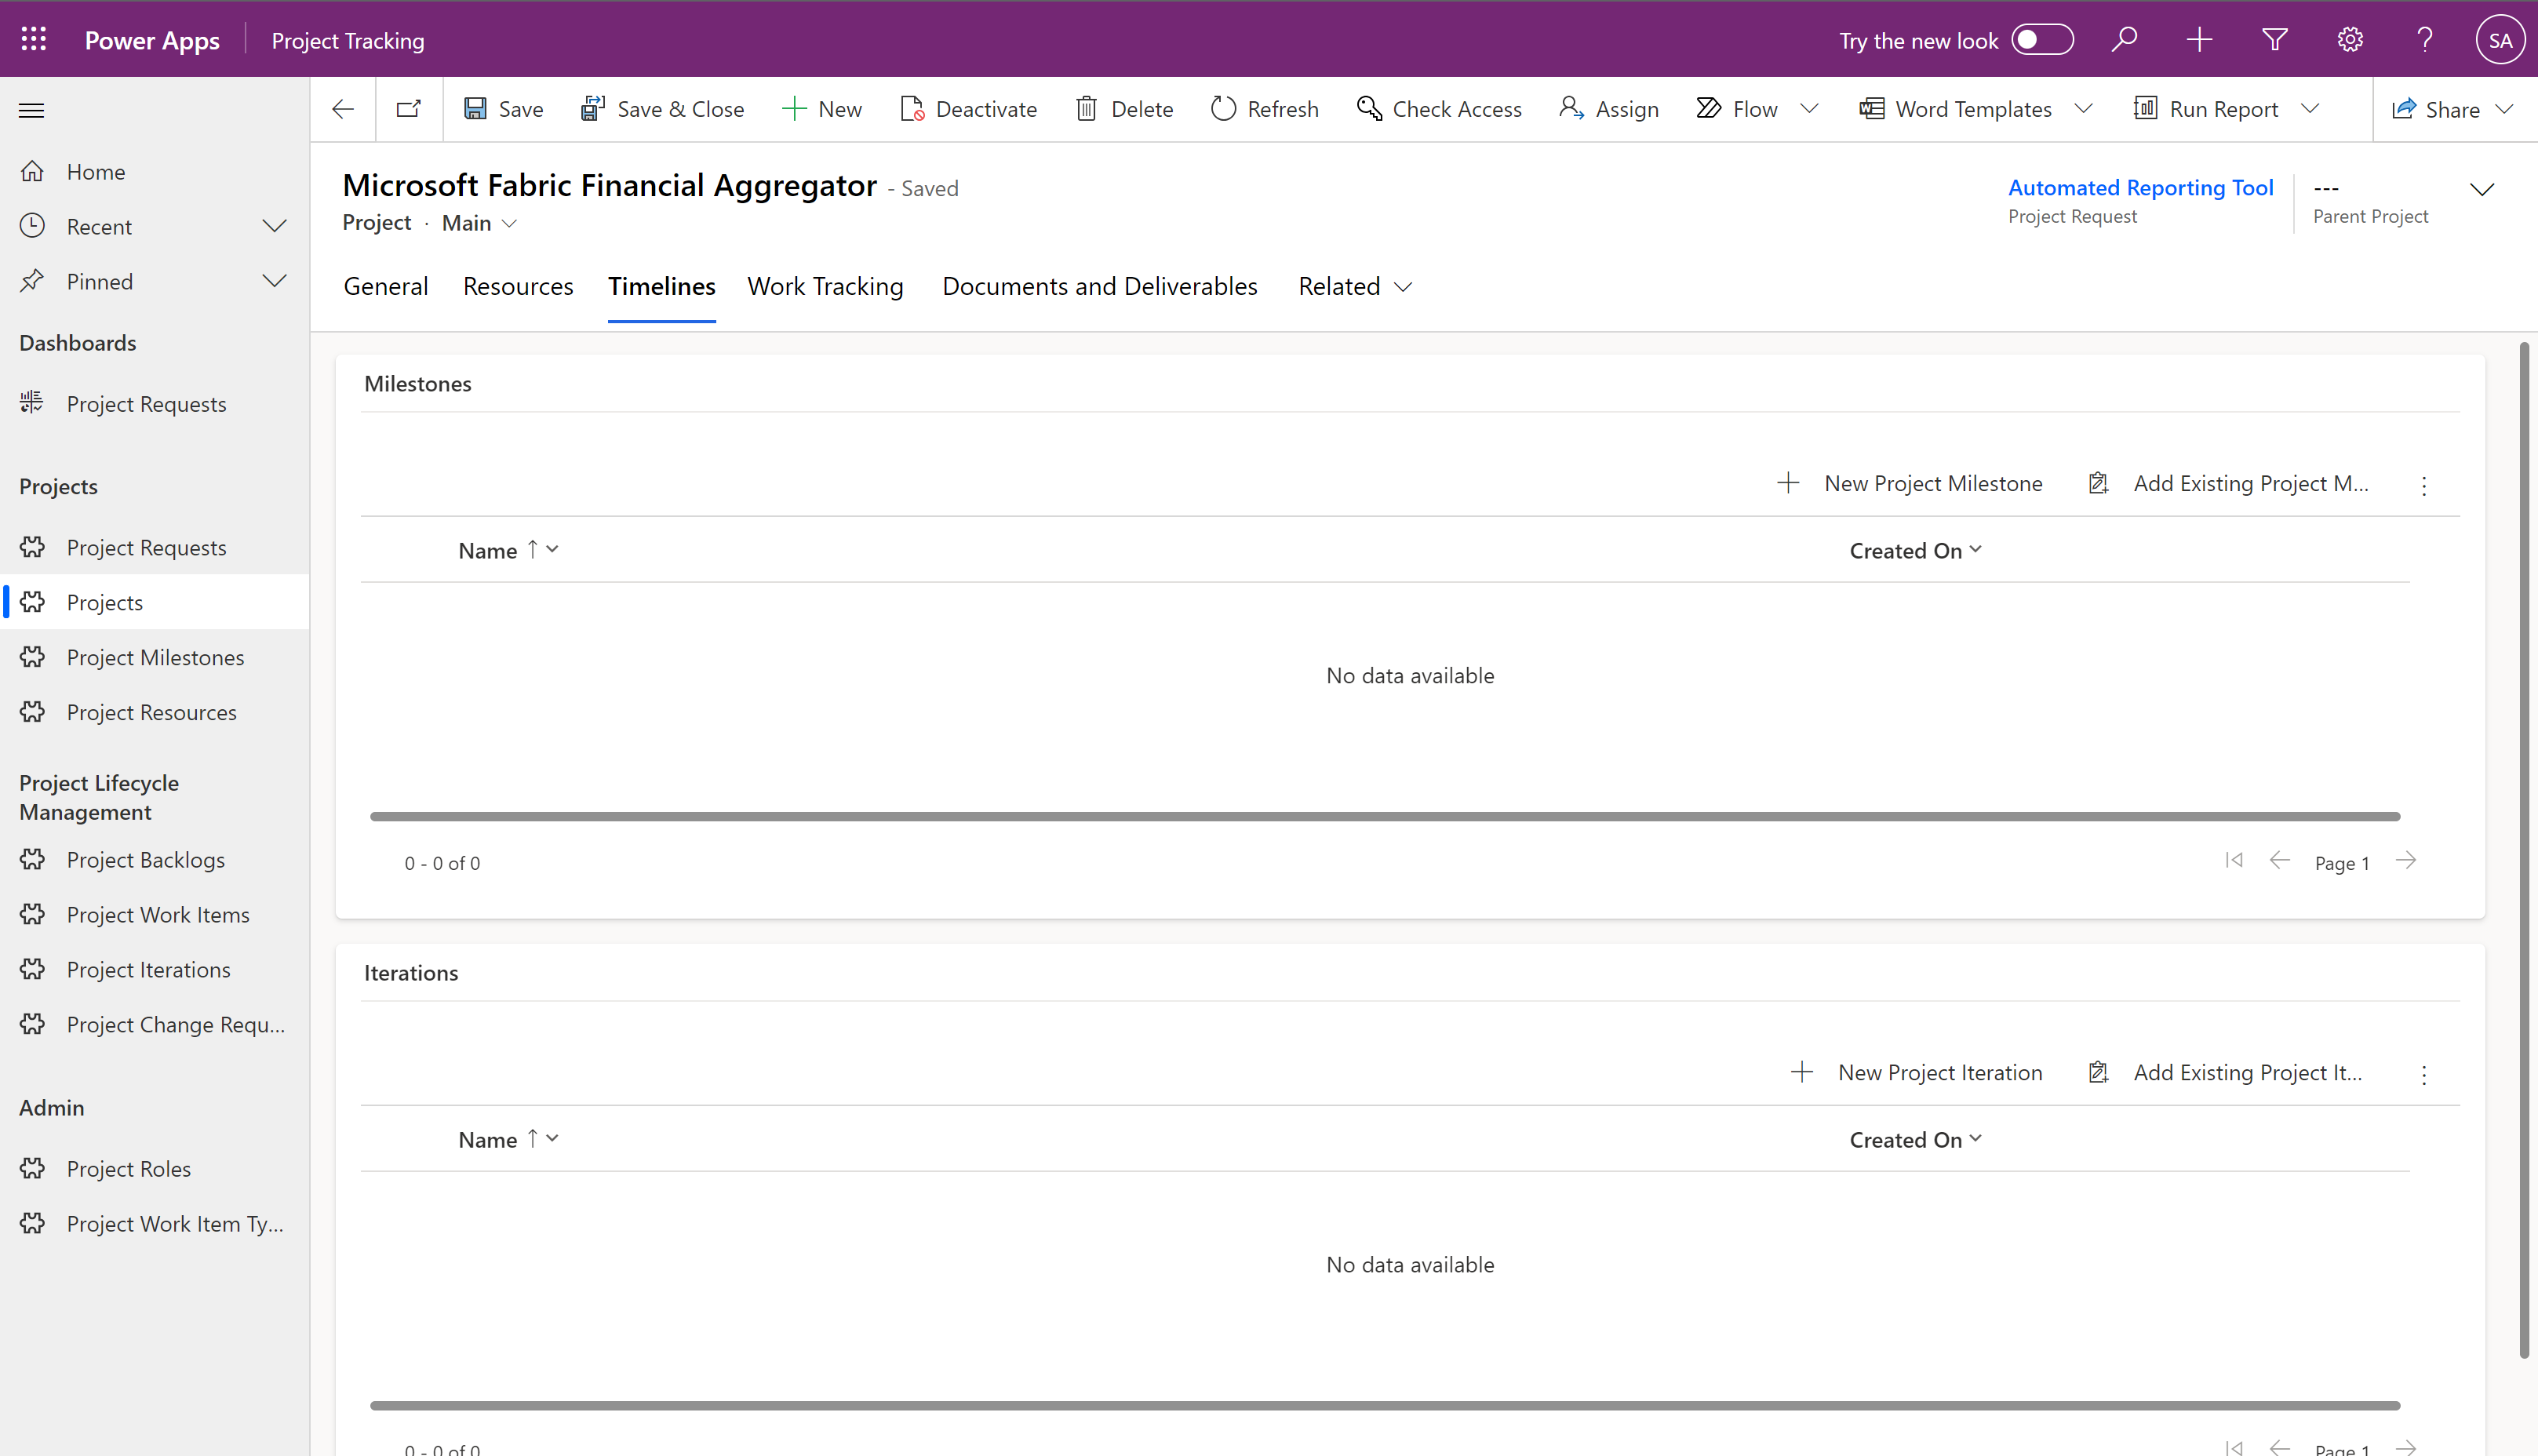 Power Apps
Project Tracking
Try the new look
SA
Save
Save & Close
New
Deactivate
Delete
Refresh
Check Access
Assign
Flow
Word Templates
Run Report
Share
Home
Recent
Pinned
Dashboards
Project Requests
Projects
Project Requests
Projects
Project Milestones
Project Resources
Project Lifecycle
Management
Project Backlogs
Project Work Items
Project Iterations
Project Change Requ...
Admin
Project Roles
Project Work Item Ty...
Microsoft Fabric Financial Aggregator - Saved
Project · Main
Automated Reporting Tool
Project Request
---
Parent Project
General
Resources
Timelines
Work Tracking
Documents and Deliverables
Related
Milestones
New Project Milestone
Add Existing Project M...
Name
Created On
No data available
0 - 0 of 0
Page 1
Iterations
New Project Iteration
Add Existing Project It...
Name
Created On
No data available
0 - 0 of 0
Page 1